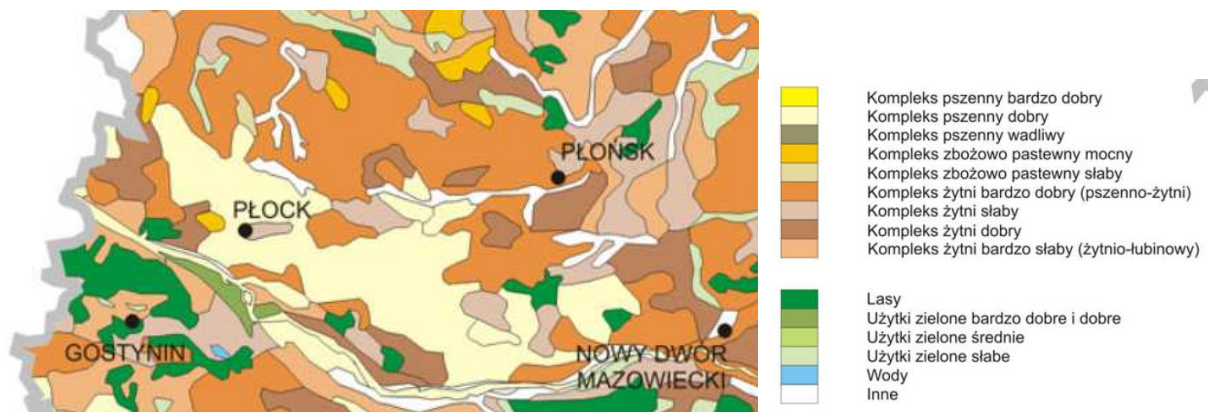 PŁOŃSK
PŁOCK
GOSTYNIN
NOWY DWÓR
MAZOWIECKI
Kompleks pszenny bardzo dobry
Kompleks pszenny dobry
Kompleks pszenny wadliwy
Kompleks zbożowo pastewny mocny
Kompleks zbożowo pastewny słaby
Kompleks żytni bardzo dobry (pszenno-żytni)
Kompleks żytni słaby
Kompleks żytni dobry
Kompleks żytni bardzo słaby (żytnio-łubinowy)
Lasy
Użytki zielone bardzo dobre i dobre
Użytki zielone średnie
Użytki zielone słabe
Wody
Inne